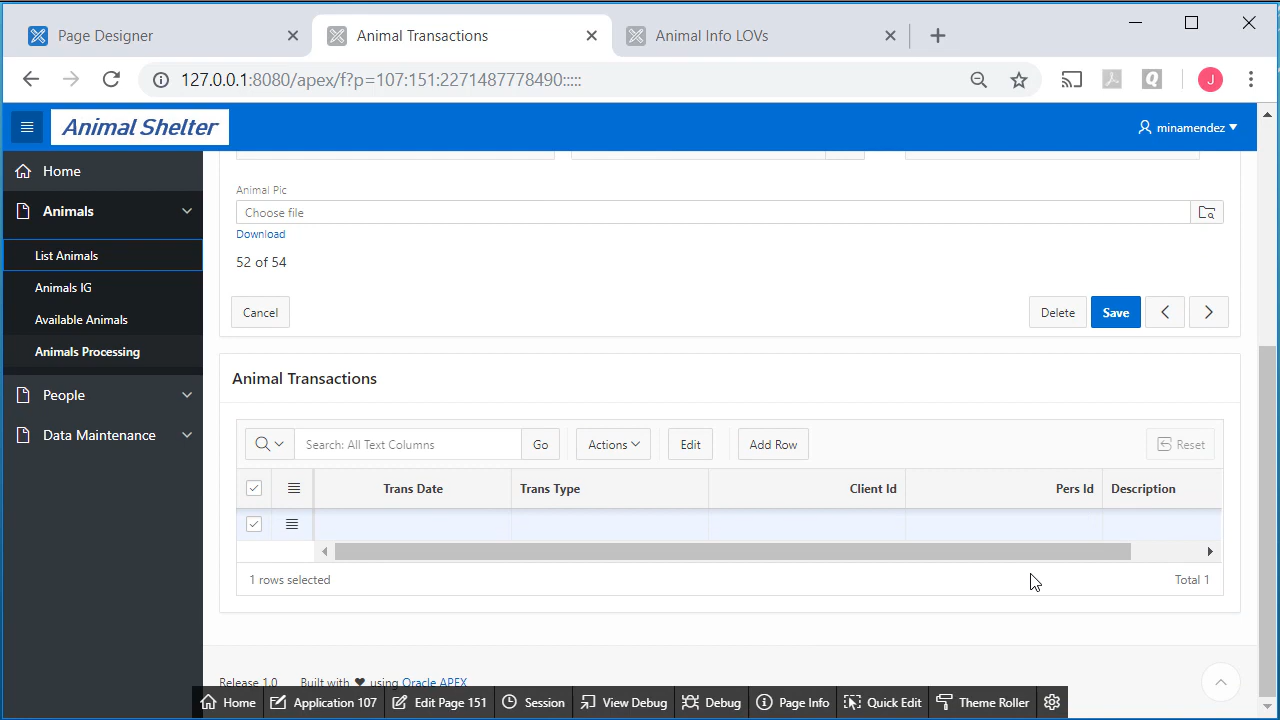 Page Designer
Animal Transactions
Animal Info LOVs
127.0.0.1:8080/apex/f?p=107:151:2271487778490:::::
J
Animal Shelter
minamendez
Home
Animals
List Animals
Animals IG
Available Animals
Animals Processing
People
Data Maintenance
Animal Pic
Choose file
Download
52 of 54
Cancel
Delete
Save
Animal Transactions
Search: All Text Columns
Go
Actions
Edit
Add Row
Reset
Trans Date
Trans Type
Client Id
Pers Id
Description
1 rows selected
Total 1
Release 1.0
Built with ❤ using Oracle APEX
Home
Application 107
Edit Page 151
Session
View Debug
Debug
Page Info
Quick Edit
Theme Roller